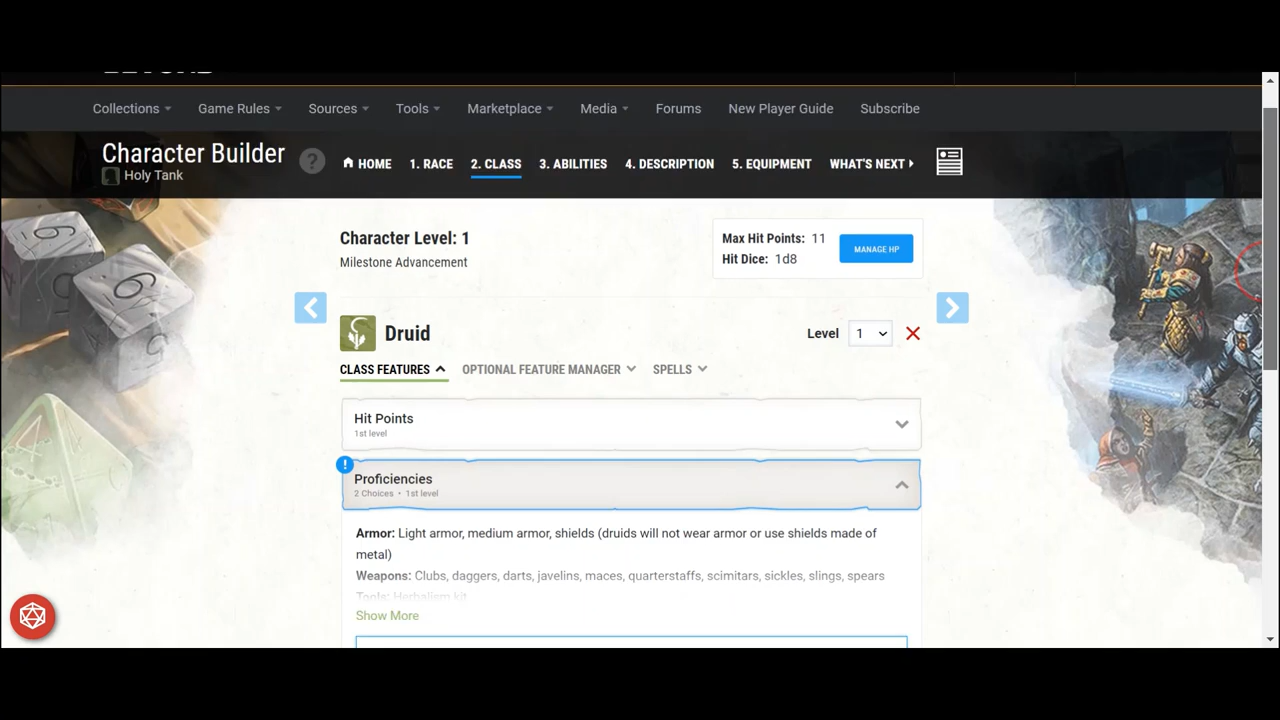 Collections Game Rules Sources Tools Marketplace Media Forums New Player Guide Subscribe
Character Builder
? HOME 1. RACE 2. CLASS 3. ABILITIES 4. DESCRIPTION 5. EQUIPMENT WHAT'S NEXT
Holy Tank
Character Level: 1
Milestone Advancement
Max Hit Points: 11
Hit Dice: 1d8
MANAGE HP
Druid
Level 1
CLASS FEATURES OPTIONAL FEATURE MANAGER SPELLS
Hit Points
1st level
!
Proficiencies
2 Choices • 1st level
Armor: Light armor, medium armor, shields (druids will not wear armor or use shields made of
metal)
Weapons: Clubs, daggers, darts, javelins, maces, quarterstaffs, scimitars, sickles, slings, spears
Tools: Herbalism kit
Show More